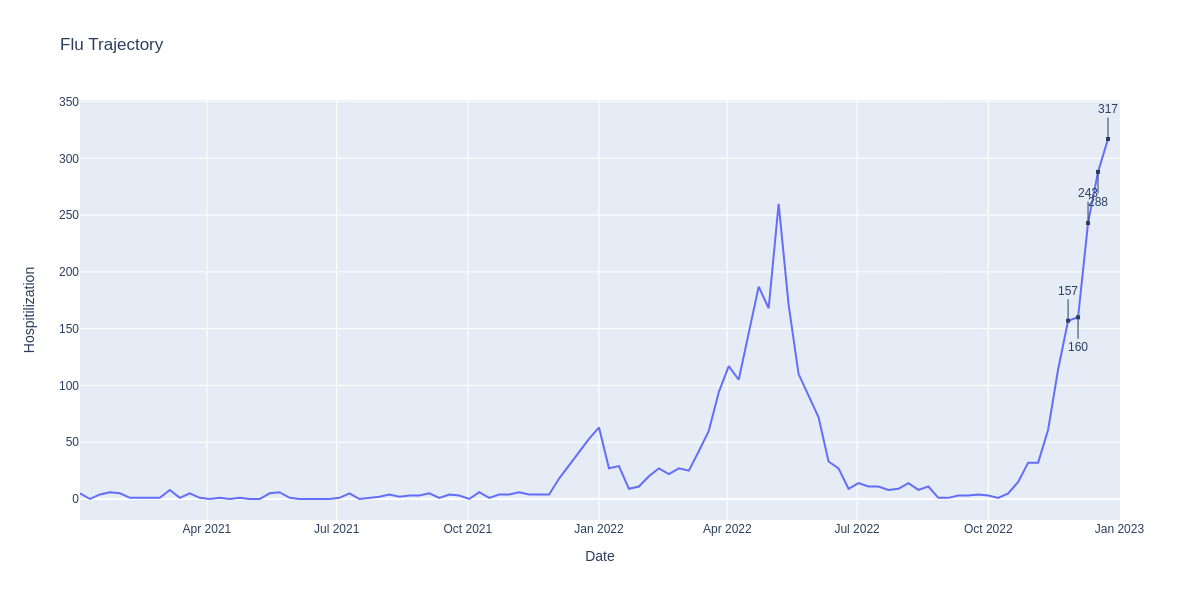 Flu Trajectory
350
300
250
200
150
100
50
0
Hospitilization
317
243
288
157
160
Apr 2021
Jul 2021
Oct 2021
Jan 2022
Apr 2022
Jul 2022
Oct 2022
Jan 2023
Date